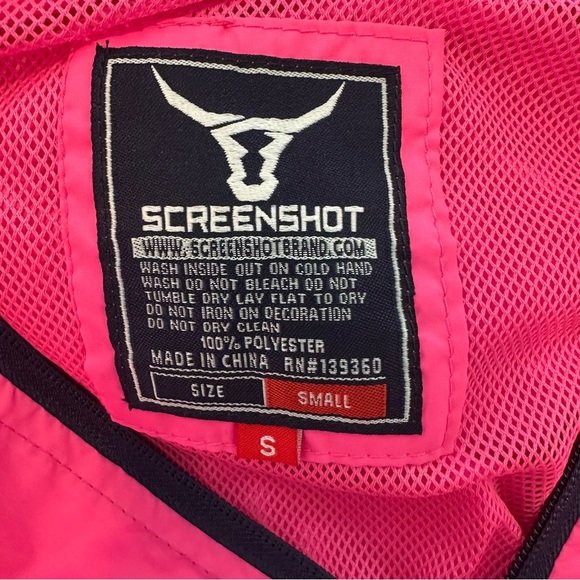 SCREENSHOT
WWW.SCREENSHOTBRAND.COM
WASH INSIDE OUT ON COLD HAND
WASH DO NOT BLEACH DO NOT
TUMBLE DRY LAY FLAT TO DRY
DO NOT IRON ON DECORATION
DO NOT DRY CLEAN
100% POLYESTER
MADE IN CHINA RN#139360
SIZE SMALL
S